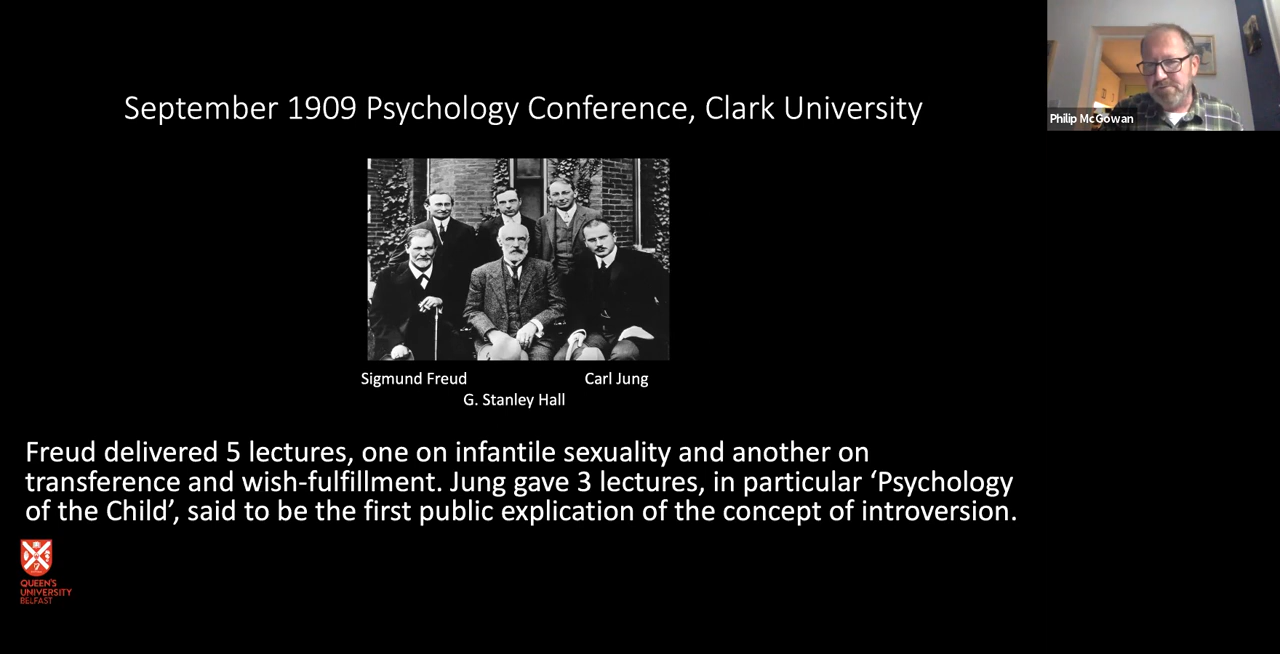 September 1909 Psychology Conference, Clark University
Philip McGowan
Sigmund Freud
Carl Jung
G. Stanley Hall
Freud delivered 5 lectures, one on infantile sexuality and another on
transference and wish-fulfillment. Jung gave 3 lectures, in particular ‘Psychology
of the Child’, said to be the first public explication of the concept of introversion.
QUEEN'S
UNIVERSITY
BELFAST